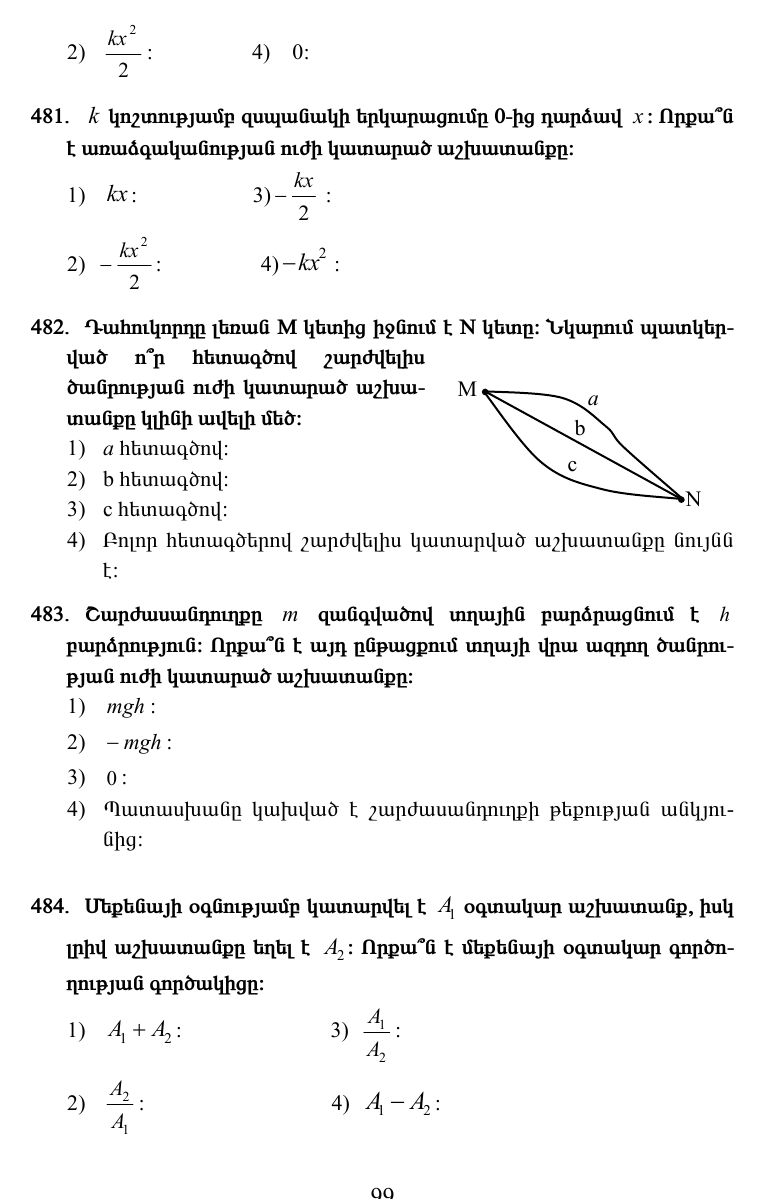 2) kx²/2 : 4) 0:
481. k կոշտությամբ զսպանակի երկարացումը 0-ից դարձավ x : Որքա՞ն
է առաձգականության ուժի կատարած աշխատանքը:
1) kx : 3) – kx/2 :
2) – kx²/2 : 4) –kx² :
482. Դահուկորդը լեռան M կետից իջնում է N կետը: Նկարում պատկեր-
ված ո՞ր հետագծով շարժվելիս
ծանրության ուժի կատարած աշխա-
տանքը կլինի ավելի մեծ:
1) a հետագծով:
2) b հետագծով:
3) c հետագծով:
M a b c N
4) Բոլոր հետագծերով շարժվելիս կատարված աշխատանքը նույնն
է:
483. Շարժասանդուղքը m զանգվածով տղային բարձրացնում է h
բարձրություն: Որքա՞ն է այդ ընթացքում տղայի վրա ազդող ծանրու-
թյան ուժի կատարած աշխատանքը:
1) mgh :
2) – mgh :
3) 0 :
4) Պատասխանը կախված է շարժասանդուղքի թեքության անկյու-
նից:
484. Մեքենայի օգնությամբ կատարվել է A₁ օգտակար աշխատանք, իսկ
լրիվ աշխատանքը եղել է A₂ : Որքա՞ն է մեքենայի օգտակար գործո-
ղության գործակիցը:
1) A₁ + A₂ : 3) A₁/A₂ :
2) A₂/A₁ : 4) A₁ – A₂ :
99